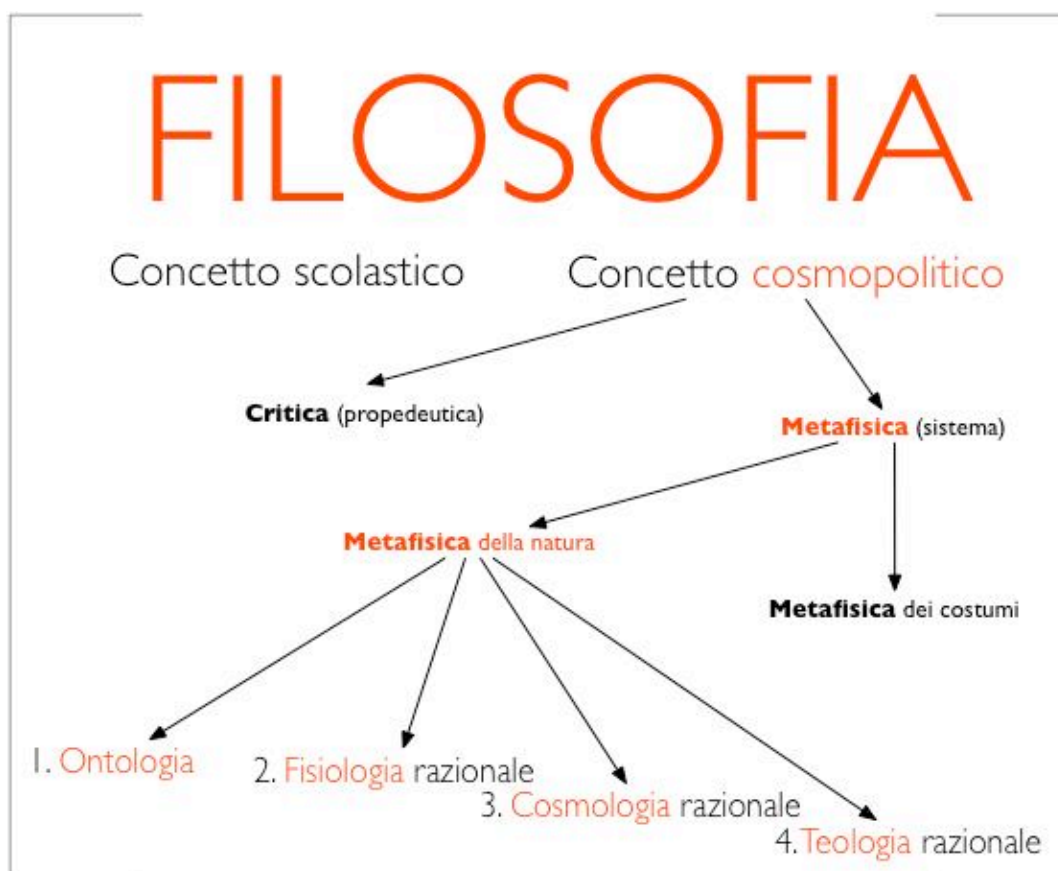 FILOSOFIA
Concetto scolastico
Concetto cosmopolitico
Critica (propedeutica)
Metafisica (sistema)
Metafisica della natura
Metafisica dei costumi
1. Ontologia
2. Fisiologia razionale
3. Cosmologia razionale
4. Teologia razionale